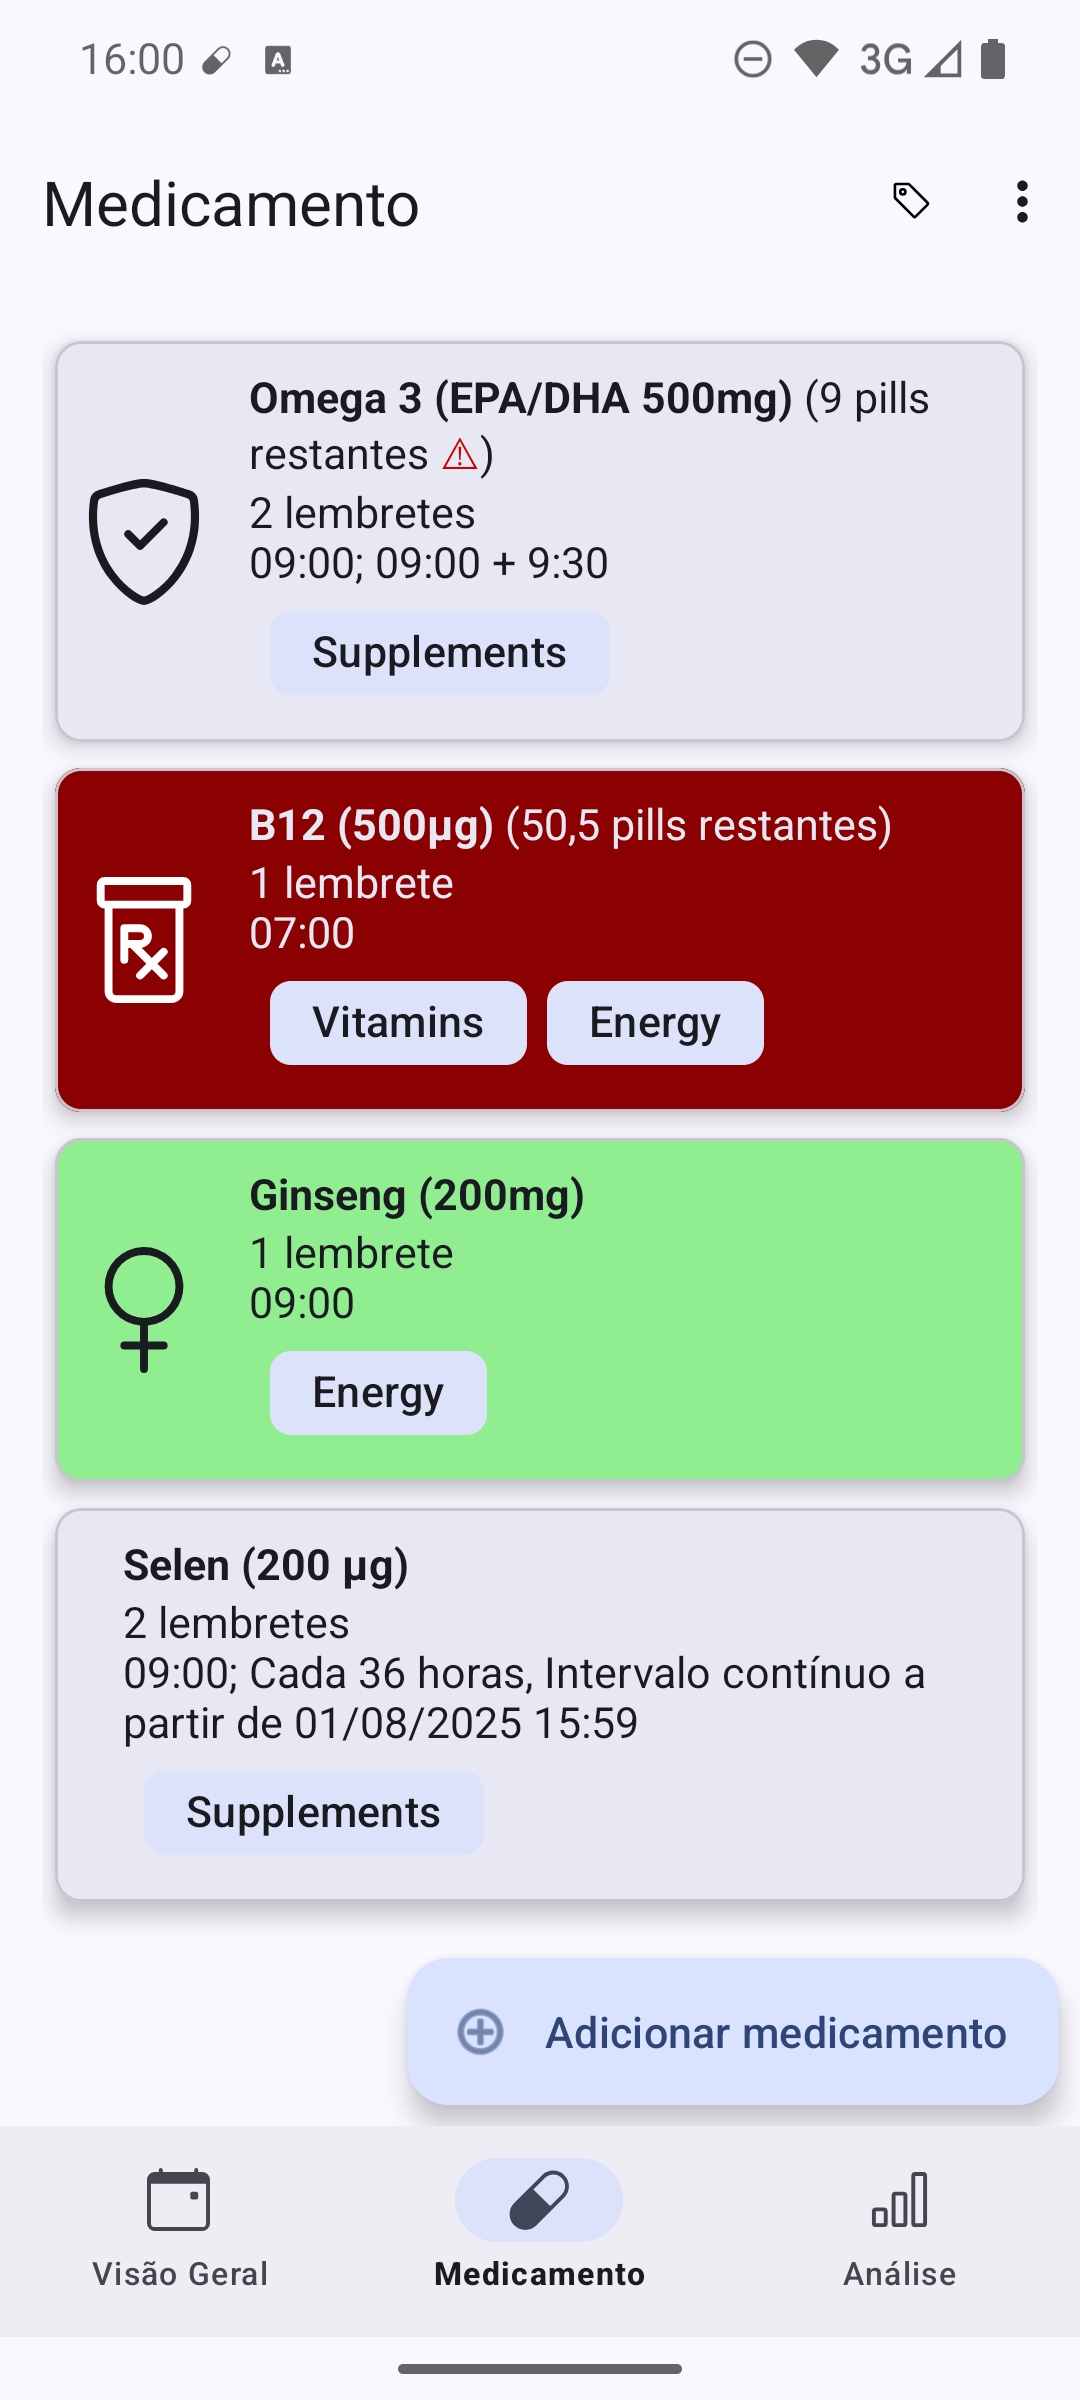 16:00
3G
Medicamento
Omega 3 (EPA/DHA 500mg) (9 pills
restantes ⚠)
2 lembretes
09:00; 09:00 + 9:30
Supplements
B12 (500µg) (50,5 pills restantes)
1 lembrete
07:00
Vitamins Energy
Ginseng (200mg)
1 lembrete
09:00
Energy
Selen (200 µg)
2 lembretes
09:00; Cada 36 horas, Intervalo contínuo a
partir de 01/08/2025 15:59
Supplements
Adicionar medicamento
Visão Geral Medicamento Análise